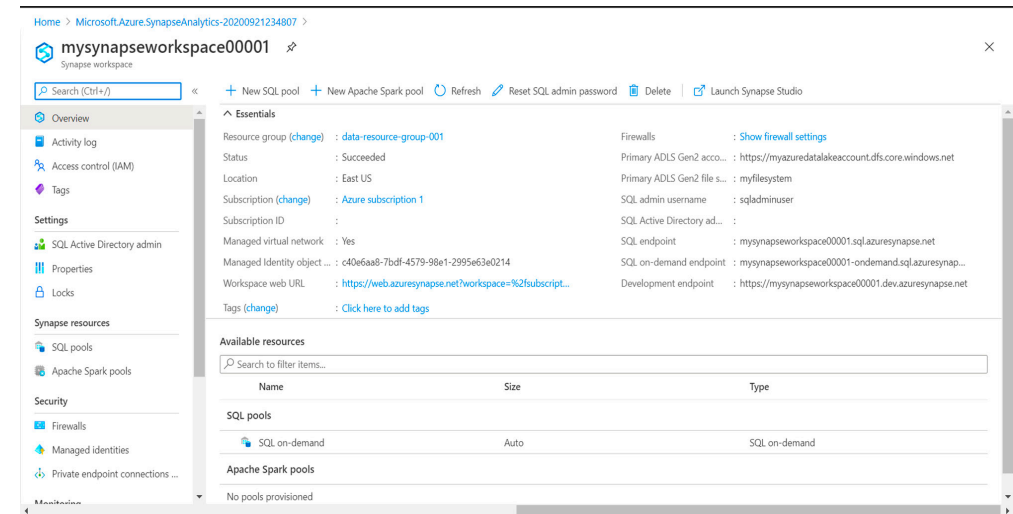 Home > Microsoft.Azure.SynapseAnalytics-20200921234807 >
mysynapseworkspace00001
Synapse workspace
Search (Ctrl+/)
«
Overview
Activity log
Access control (IAM)
Tags
Settings
SQL Active Directory admin
Properties
Locks
Synapse resources
SQL pools
Apache Spark pools
Security
Firewalls
Managed identities
Private endpoint connections ...
Monitoring
New SQL pool New Apache Spark pool Refresh Reset SQL admin password Delete Launch Synapse Studio
Essentials
Resource group (change) : data-resource-group-001
Status : Succeeded
Location : East US
Subscription (change) : Azure subscription 1
Subscription ID :
Managed virtual network : Yes
Managed Identity object ... : c40e6aa8-7bdf-4579-98e1-2995e63e0214
Workspace web URL : https://web.azuresynapse.net?workspace=%2fsubscript...
Tags (change) : Click here to add tags
Firewalls : Show firewall settings
Primary ADLS Gen2 acco... : https://myazuredatalakeaccount.dfs.core.windows.net
Primary ADLS Gen2 file s... : myfilesystem
SQL admin username : sqladminuser
SQL Active Directory ad... :
SQL endpoint : mysynapseworkspace00001.sql.azuresynapse.net
SQL on-demand endpoint : mysynapseworkspace00001-ondemand.sql.azuresynap...
Development endpoint : https://mysynapseworkspace00001.dev.azuresynapse.net
Available resources
Search to filter items...
Name Size Type
SQL pools
SQL on-demand Auto SQL on-demand
Apache Spark pools
No pools provisioned